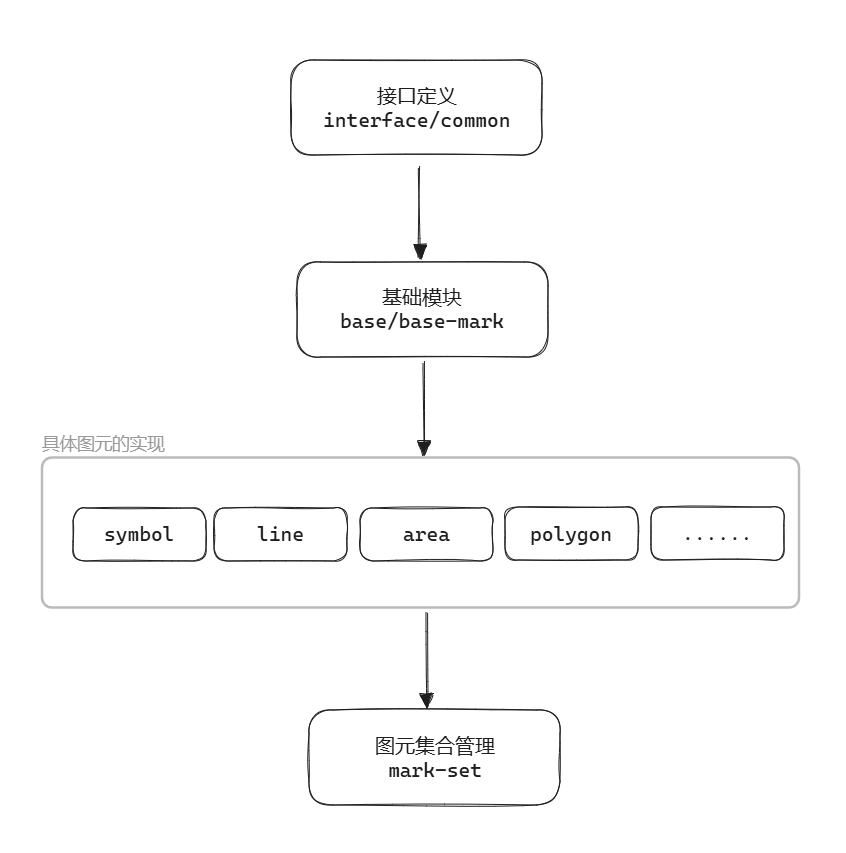 接口定义
interface/common
基础模块
base/base-mark
具体图元的实现
symbol
line
area
polygon
......
图元集合管理
mark-set